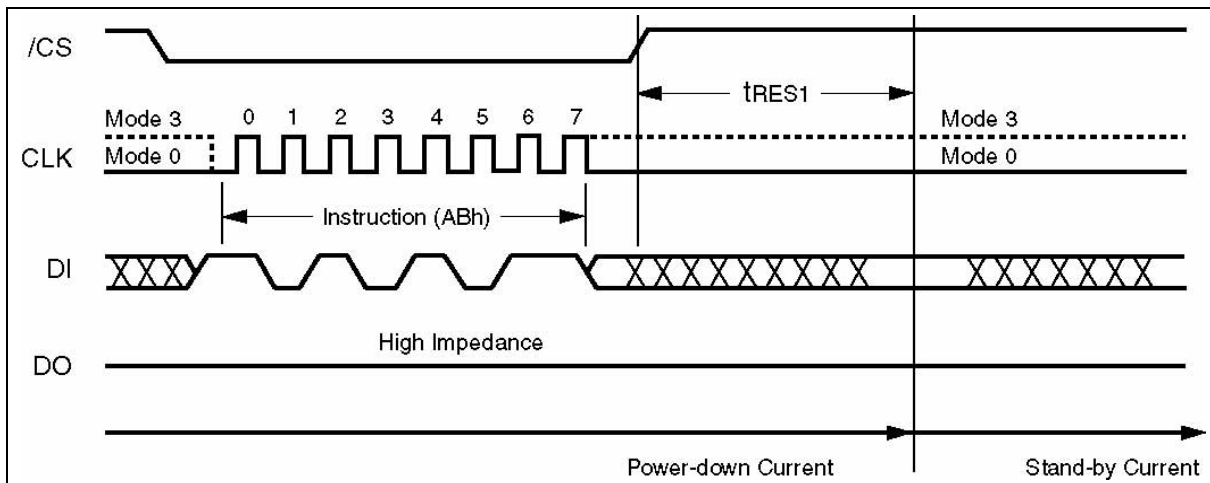 /CS
tRES1
Mode 3 0 1 2 3 4 5 6 7 Mode 3
CLK Mode 0 Mode 0
Instruction (ABh)
DI
High Impedance
DO
Power-down Current Stand-by Current